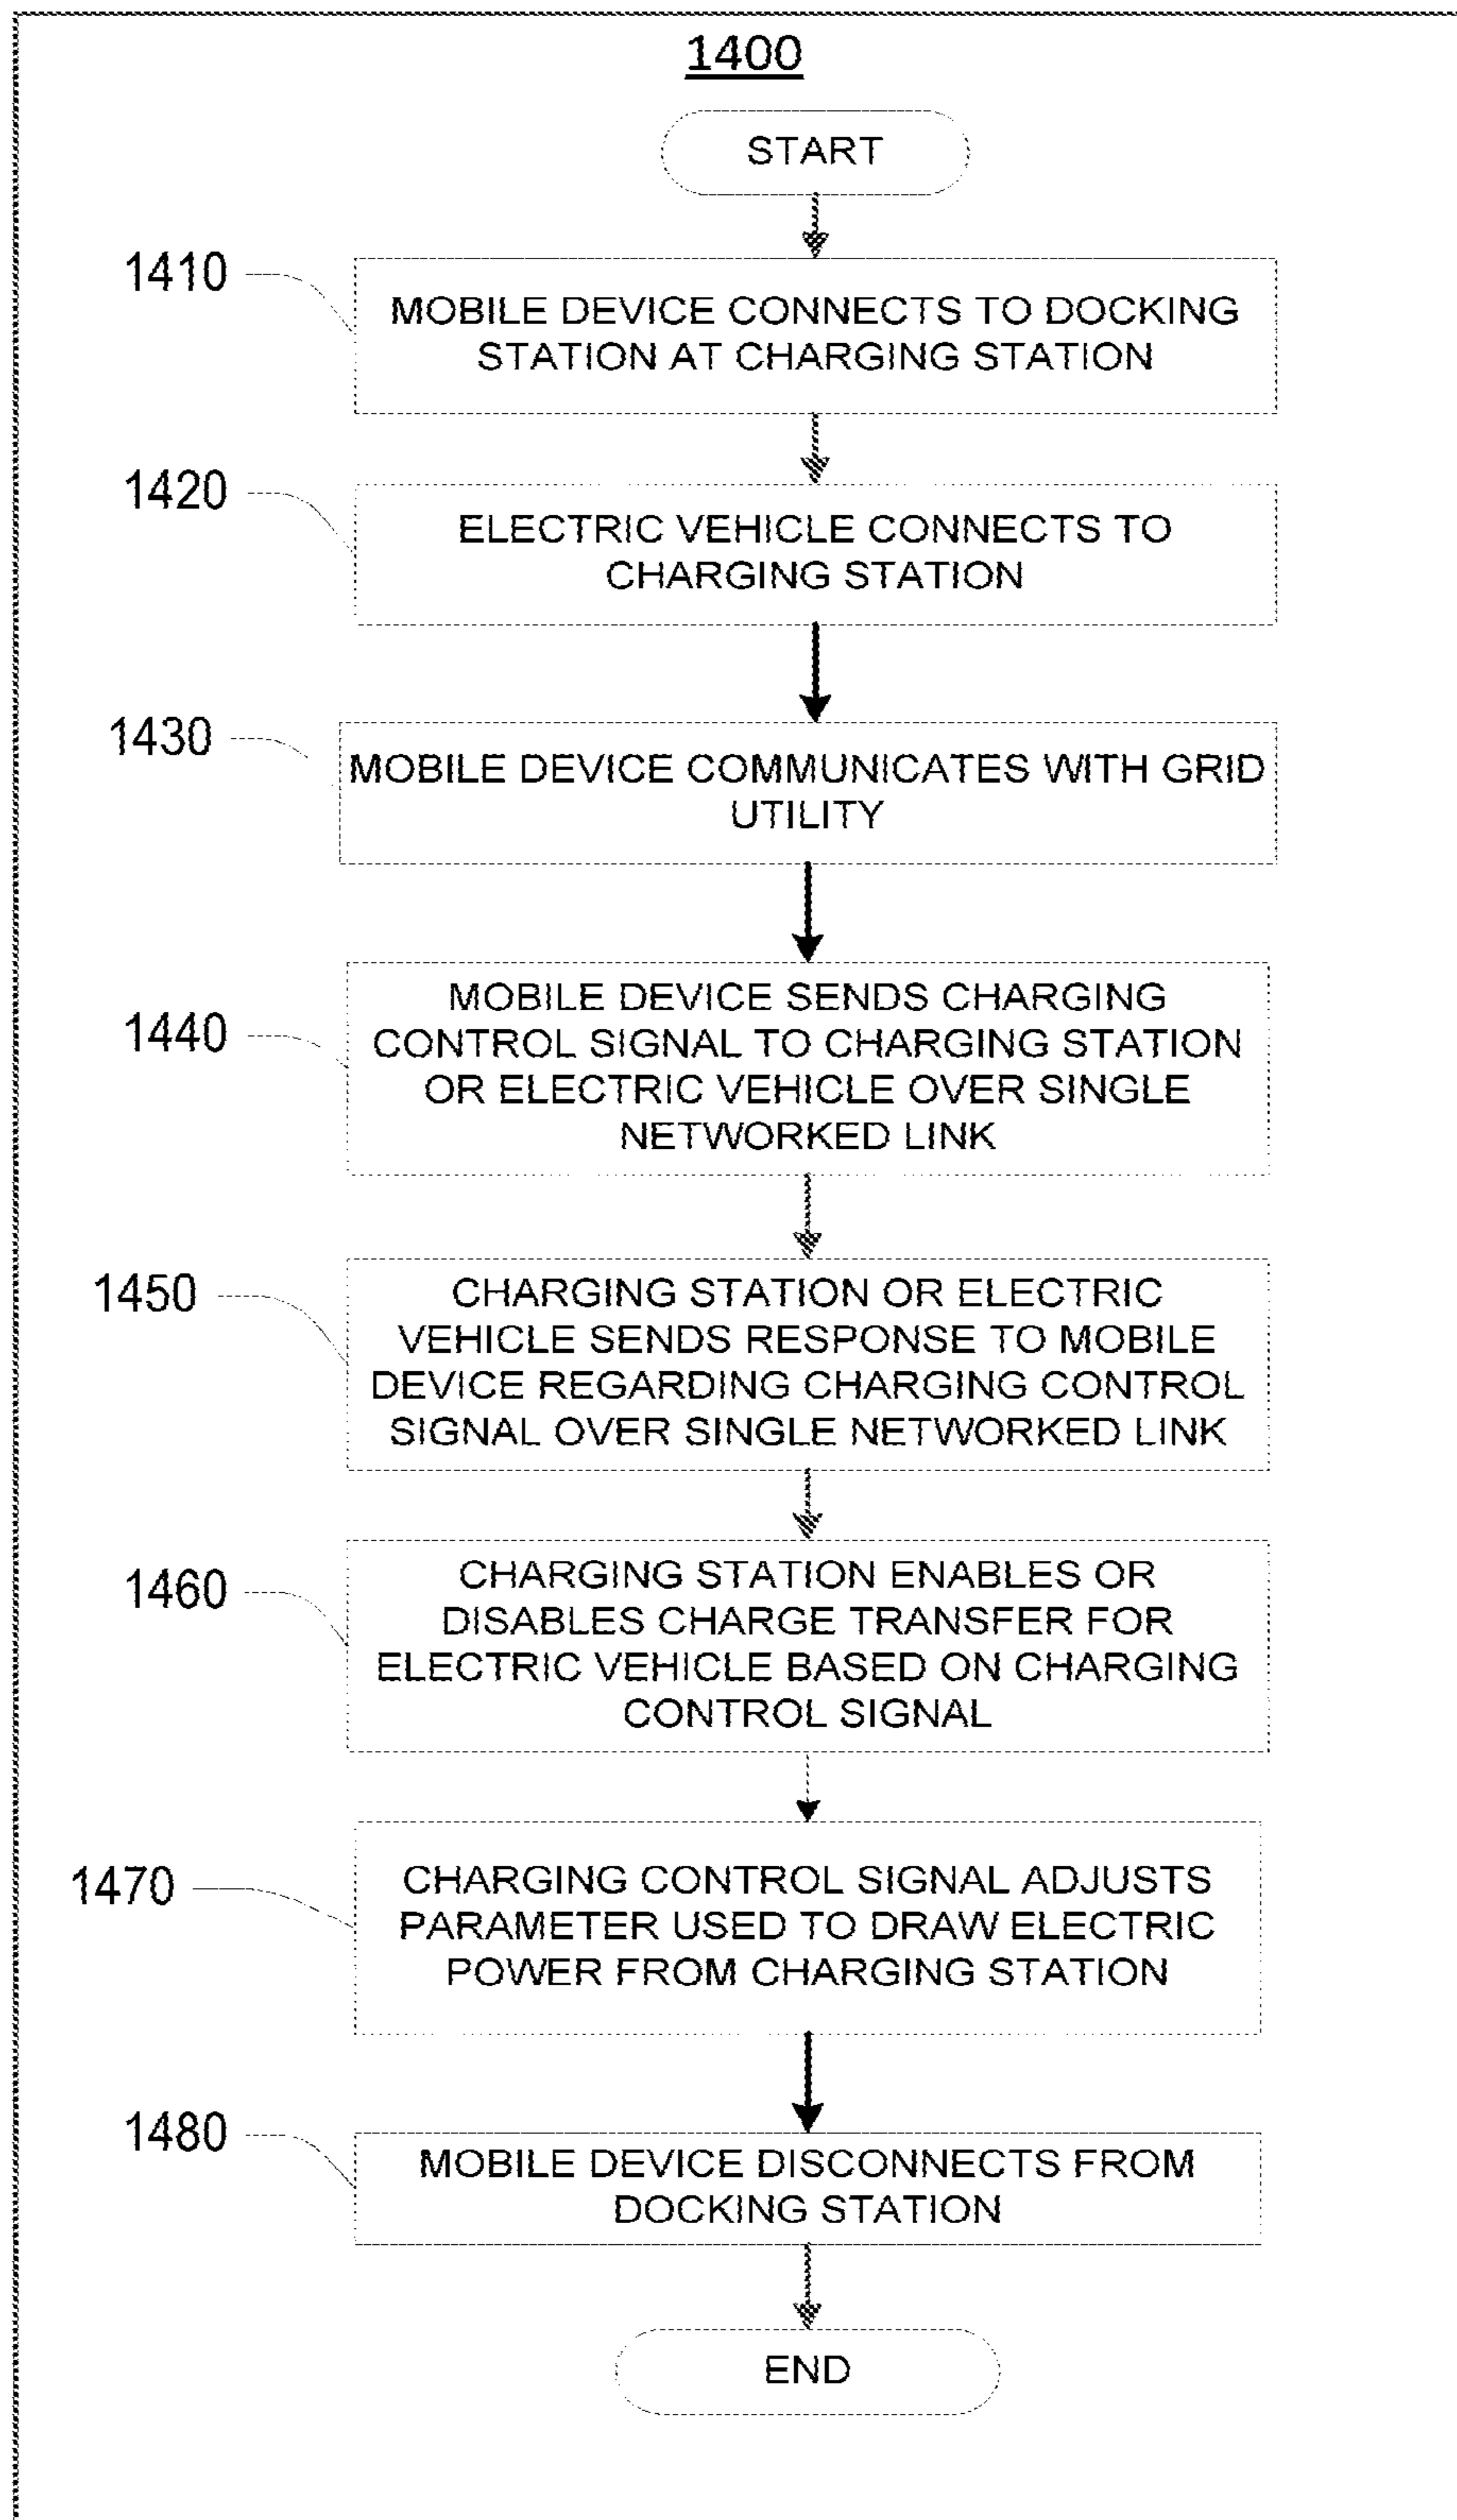 1400
START
1410
MOBILE DEVICE CONNECTS TO DOCKING
STATION AT CHARGING STATION
1420
ELECTRIC VEHICLE CONNECTS TO
CHARGING STATION
1430
MOBILE DEVICE COMMUNICATES WITH GRID
UTILITY
1440
MOBILE DEVICE SENDS CHARGING
CONTROL SIGNAL TO CHARGING STATION
OR ELECTRIC VEHICLE OVER SINGLE
NETWORKED LINK
1450
CHARGING STATION OR ELECTRIC
VEHICLE SENDS RESPONSE TO MOBILE
DEVICE REGARDING CHARGING CONTROL
SIGNAL OVER SINGLE NETWORKED LINK
1460
CHARGING STATION ENABLES OR
DISABLES CHARGE TRANSFER FOR
ELECTRIC VEHICLE BASED ON CHARGING
CONTROL SIGNAL
1470
CHARGING CONTROL SIGNAL ADJUSTS
PARAMETER USED TO DRAW ELECTRIC
POWER FROM CHARGING STATION
1480
MOBILE DEVICE DISCONNECTS FROM
DOCKING STATION
END